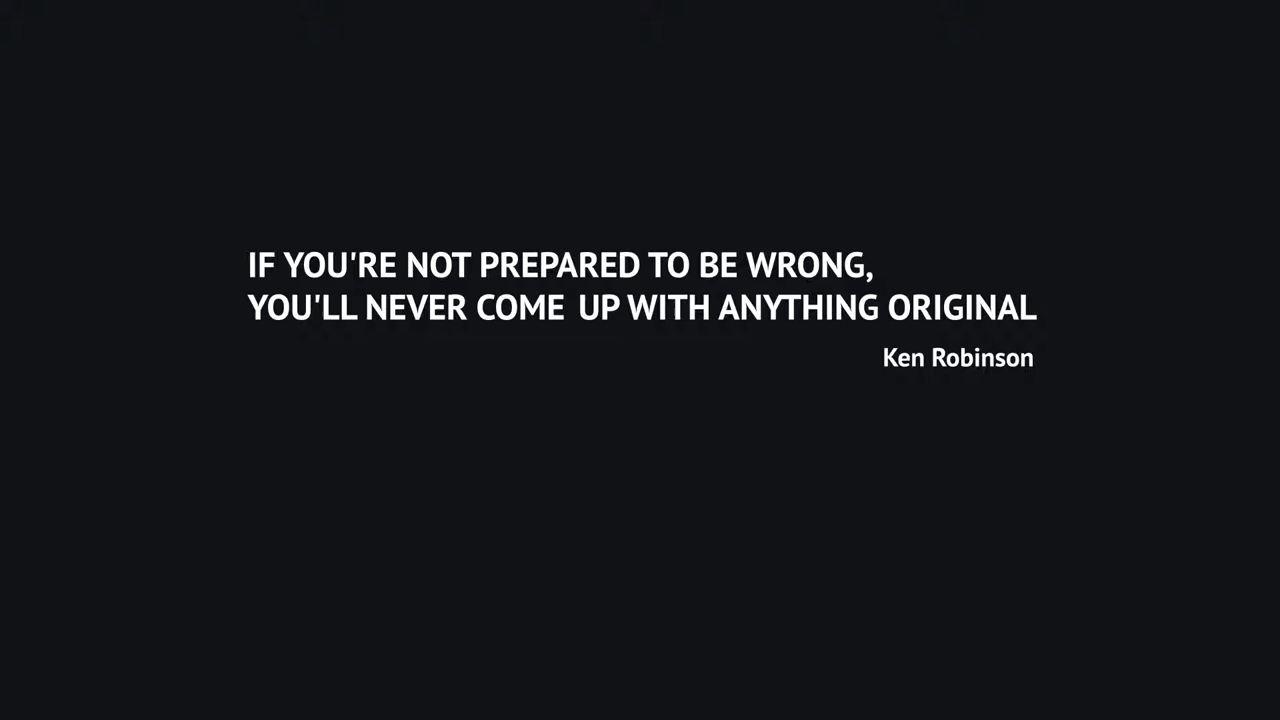 IF YOU'RE NOT PREPARED TO BE WRONG,
YOU'LL NEVER COME UP WITH ANYTHING ORIGINAL
Ken Robinson